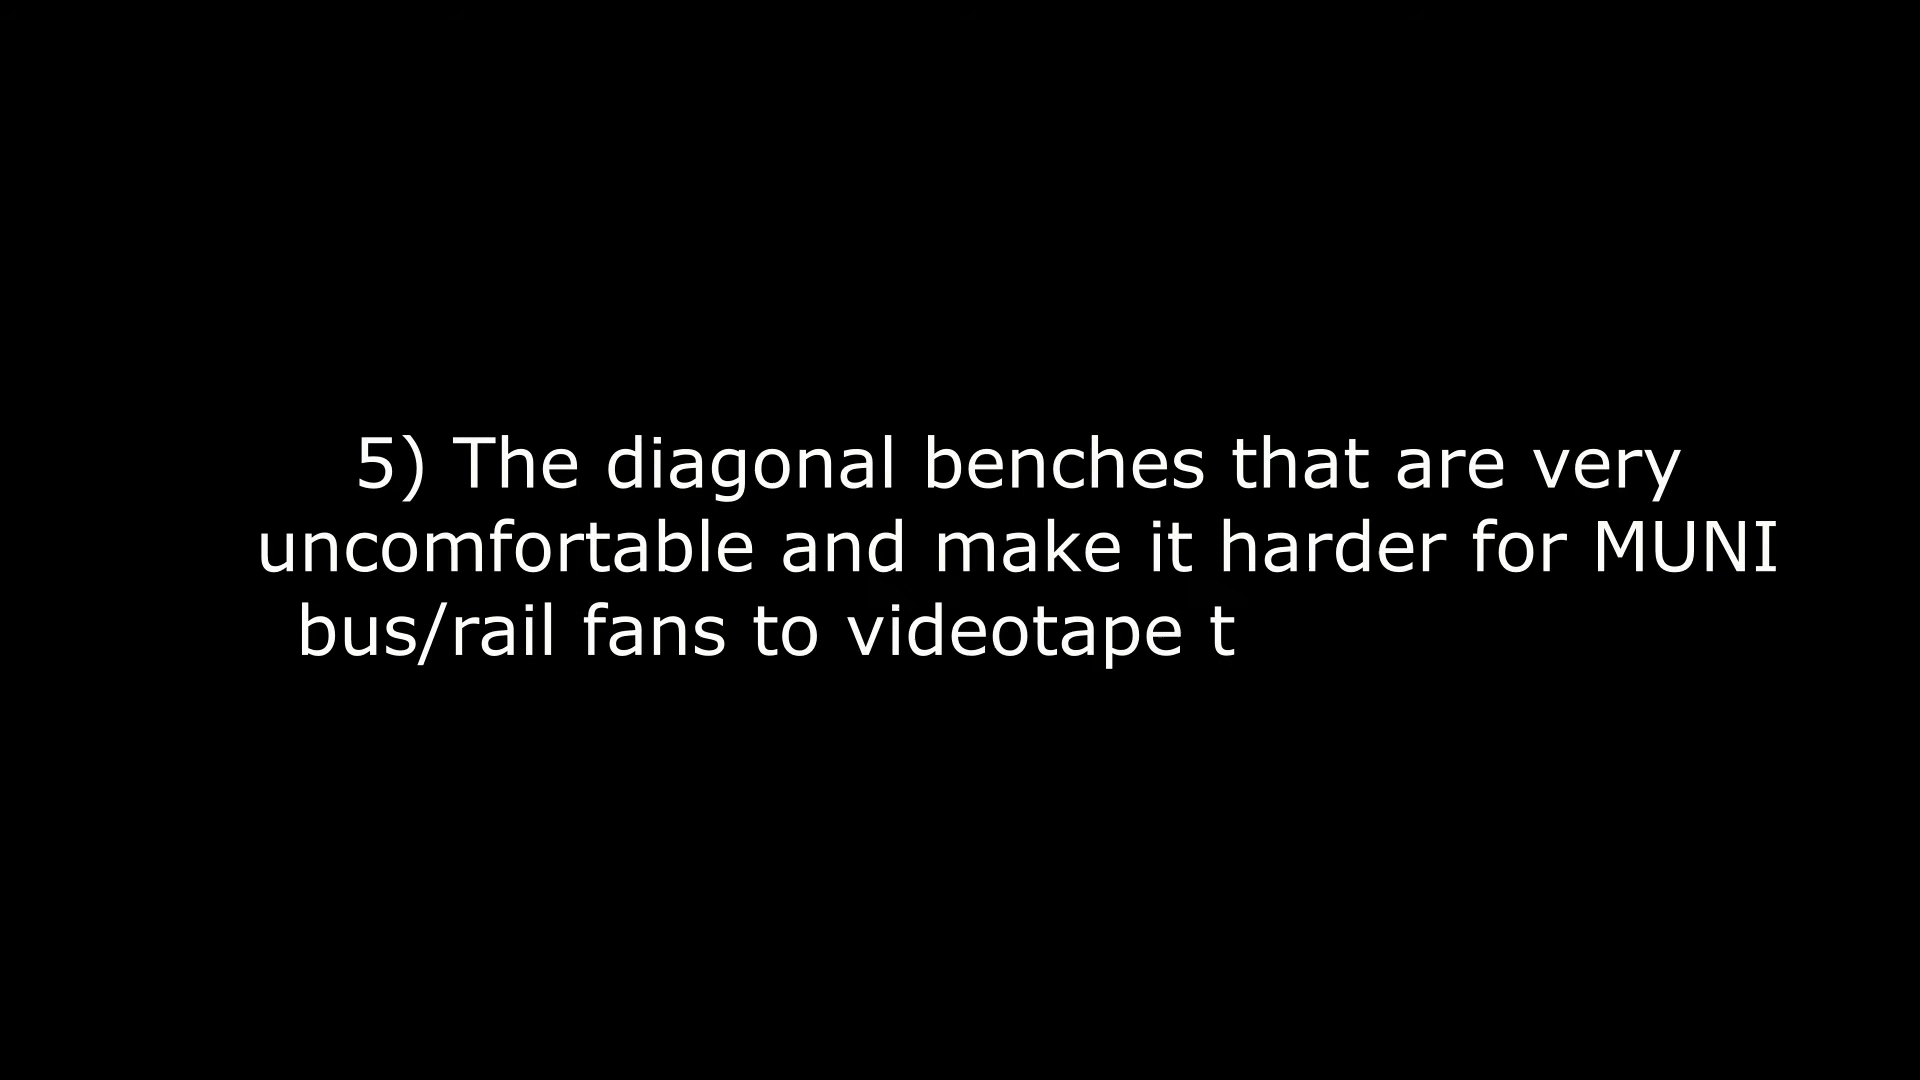 5) The diagonal benches that are very
uncomfortable and make it harder for MUNI
bus/rail fans to videotape t